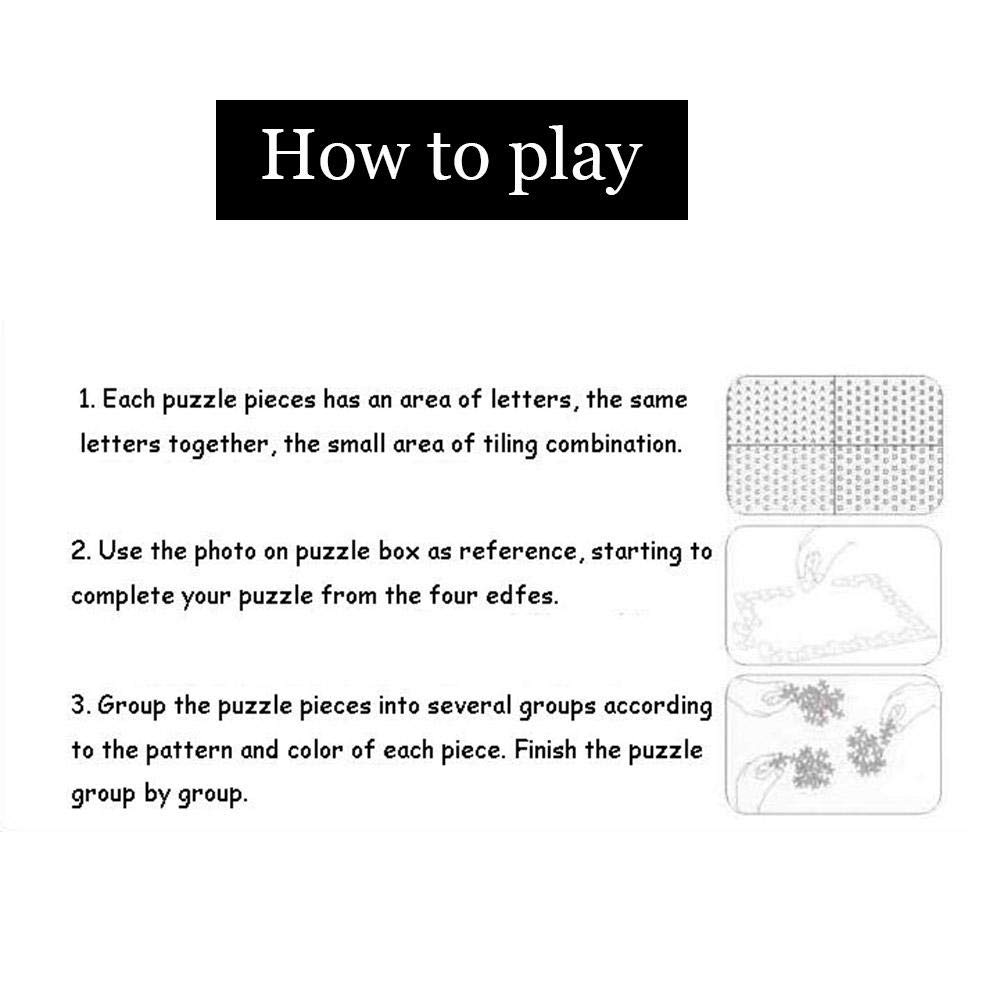 How to play
1. Each puzzle pieces has an area of letters, the same
letters together, the small area of tiling combination.
2. Use the photo on puzzle box as reference, starting to
complete your puzzle from the four edfes.
3. Group the puzzle pieces into several groups according
to the pattern and color of each piece. Finish the puzzle
group by group.